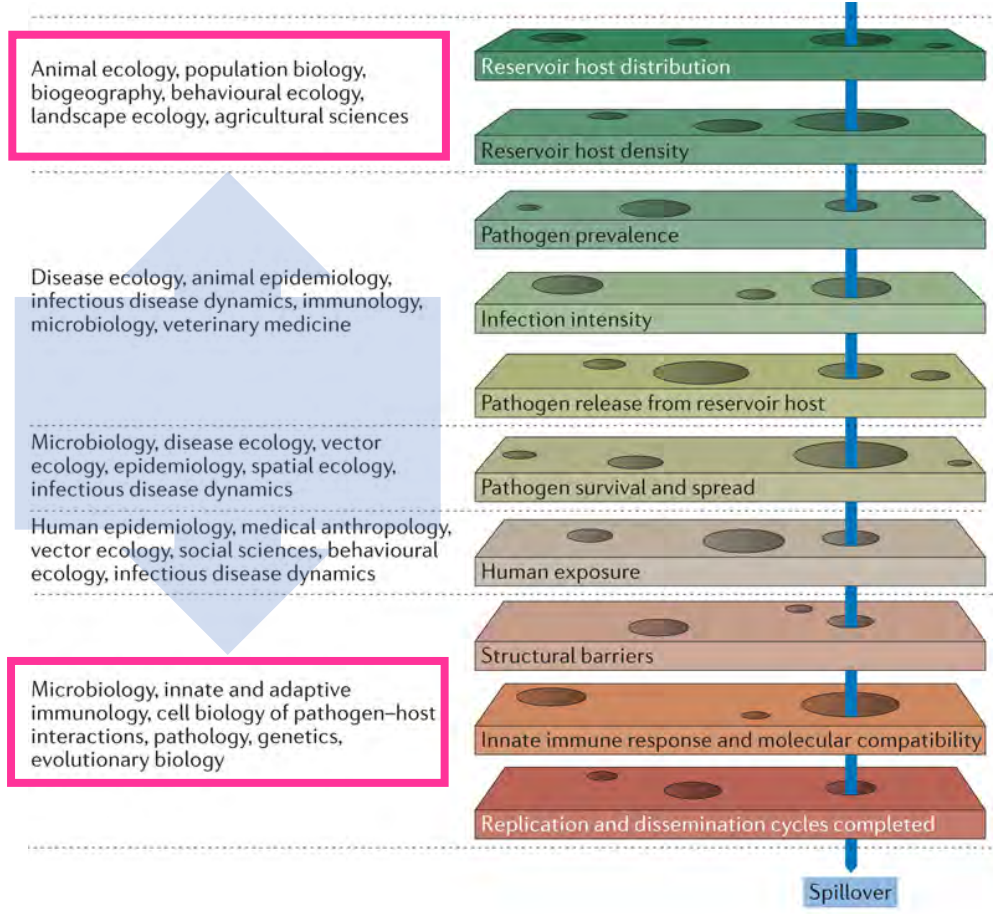 Animal ecology, population biology,
biogeography, behavioural ecology,
landscape ecology, agricultural sciences
Reservoir host distribution
Reservoir host density
Disease ecology, animal epidemiology,
infectious disease dynamics, immunology,
microbiology, veterinary medicine
Pathogen prevalence
Infection intensity
Pathogen release from reservoir host
Microbiology, disease ecology, vector
ecology, epidemiology, spatial ecology,
infectious disease dynamics
Pathogen survival and spread
Human epidemiology, medical anthropology,
vector ecology, social sciences, behavioural
ecology, infectious disease dynamics
Human exposure
Microbiology, innate and adaptive
immunology, cell biology of pathogen–host
interactions, pathology, genetics,
evolutionary biology
Structural barriers
Innate immune response and molecular compatibility
Replication and dissemination cycles completed
Spillover